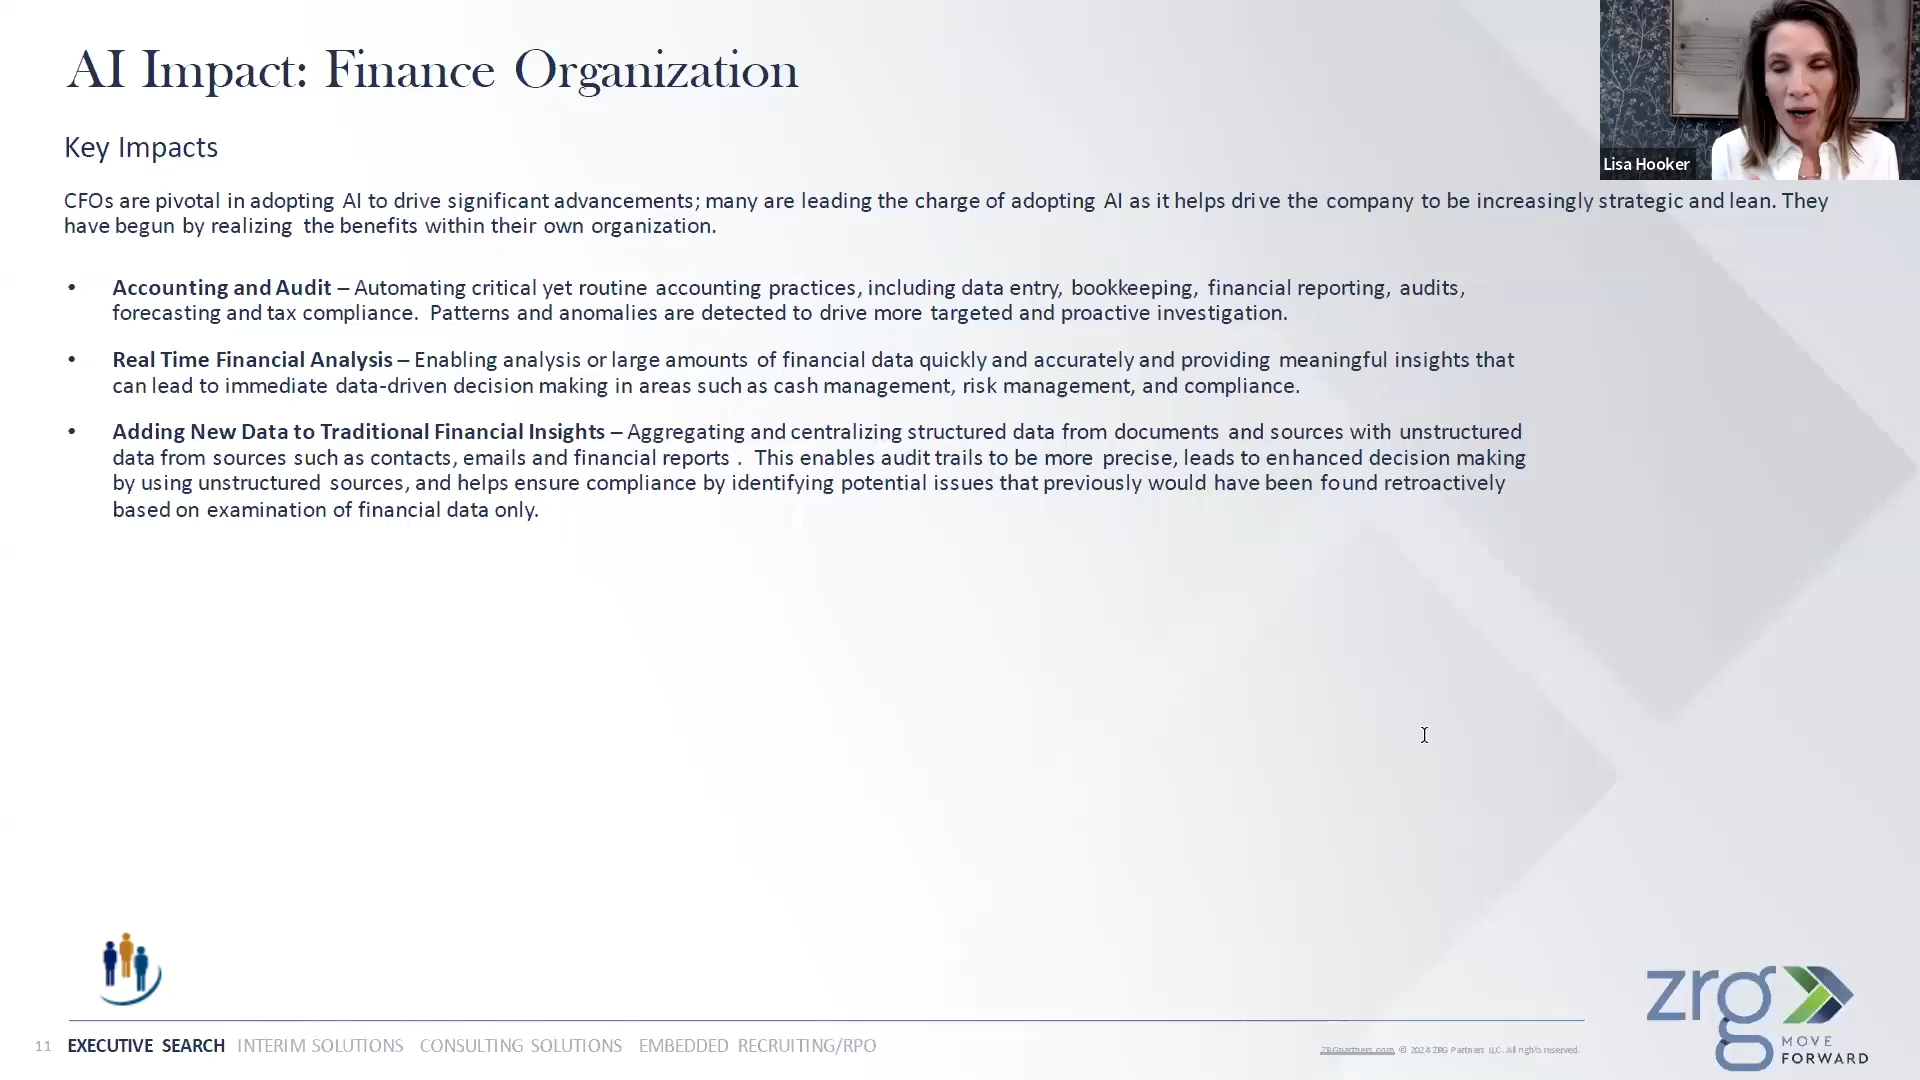 AI Impact: Finance Organization
Lisa Hooker
Key Impacts
CFOs are pivotal in adopting AI to drive significant advancements; many are leading the charge of adopting AI as it helps drive the company to be increasingly strategic and lean. They
have begun by realizing the benefits within their own organization.
• Accounting and Audit – Automating critical yet routine accounting practices, including data entry, bookkeeping, financial reporting, audits,
forecasting and tax compliance. Patterns and anomalies are detected to drive more targeted and proactive investigation.
• Real Time Financial Analysis – Enabling analysis or large amounts of financial data quickly and accurately and providing meaningful insights that
can lead to immediate data-driven decision making in areas such as cash management, risk management, and compliance.
• Adding New Data to Traditional Financial Insights – Aggregating and centralizing structured data from documents and sources with unstructured
data from sources such as contacts, emails and financial reports . This enables audit trails to be more precise, leads to enhanced decision making
by using unstructured sources, and helps ensure compliance by identifying potential issues that previously would have been found retroactively
based on examination of financial data only.
11 EXECUTIVE SEARCH INTERIM SOLUTIONS CONSULTING SOLUTIONS EMBEDDED RECRUITING/RPO
ZRGpartners.com © 2024 ZRG Partners LLC. All rights reserved.
zrg
MOVE
FORWARD